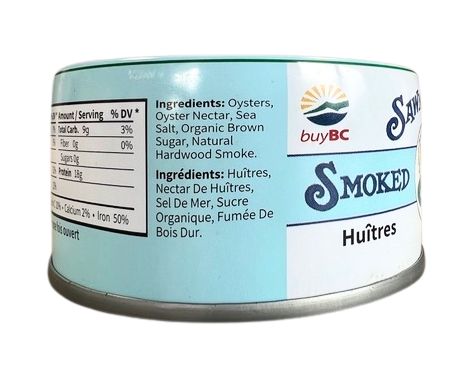 Amount / Serving % DV *
Total Carb. 9g 3%
Fiber 0g 0%
Sugars 0g
Protein 18g
• Calcium 2% • Iron 50%
fois ouvert
Ingredients: Oysters,
Oyster Nectar, Sea
Salt, Organic Brown
Sugar, Natural
Hardwood Smoke.
Ingrédients: Huîtres,
Nectar De Huîtres,
Sel De Mer, Sucre
Organique, Fumée De
Bois Dur.
buyBC
SMOKED
Huîtres